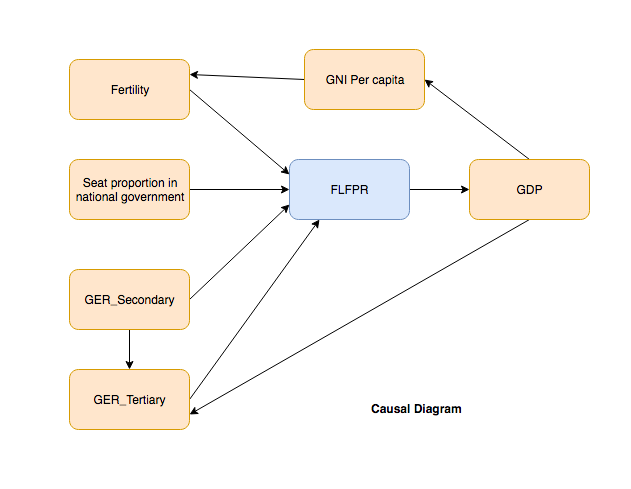 GNI Per capita
Fertility
Seat proportion in
national government
FLFPR
GDP
GER_Secondary
GER_Tertiary
Causal Diagram